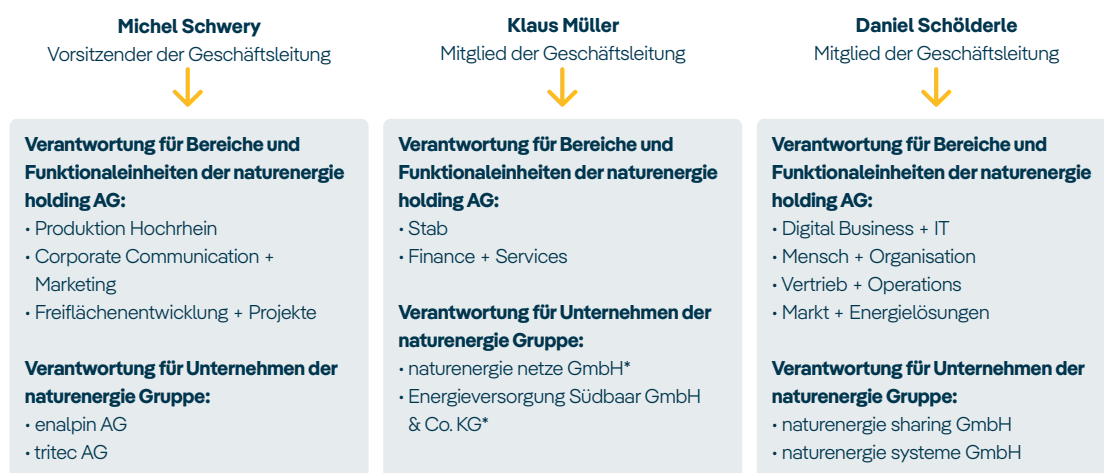 Michel Schwery
Vorsitzender der Geschäftsleitung
Verantwortung für Bereiche und
Funktionaleinheiten der naturenergie
holding AG:
• Produktion Hochrhein
• Corporate Communication +
Marketing
• Freiflächenentwicklung + Projekte
Verantwortung für Unternehmen der
naturenergie Gruppe:
• enalpin AG
• tritec AG
Klaus Müller
Mitglied der Geschäftsleitung
Verantwortung für Bereiche und
Funktionaleinheiten der naturenergie
holding AG:
• Stab
• Finance + Services
Verantwortung für Unternehmen der
naturenergie Gruppe:
• naturenergie netze GmbH*
• Energieversorgung Südbaar GmbH
& Co. KG*
Daniel Schölderle
Mitglied der Geschäftsleitung
Verantwortung für Bereiche und
Funktionaleinheiten der naturenergie
holding AG:
• Digital Business + IT
• Mensch + Organisation
• Vertrieb + Operations
• Markt + Energielösungen
Verantwortung für Unternehmen der
naturenergie Gruppe:
• naturenergie sharing GmbH
• naturenergie systeme GmbH